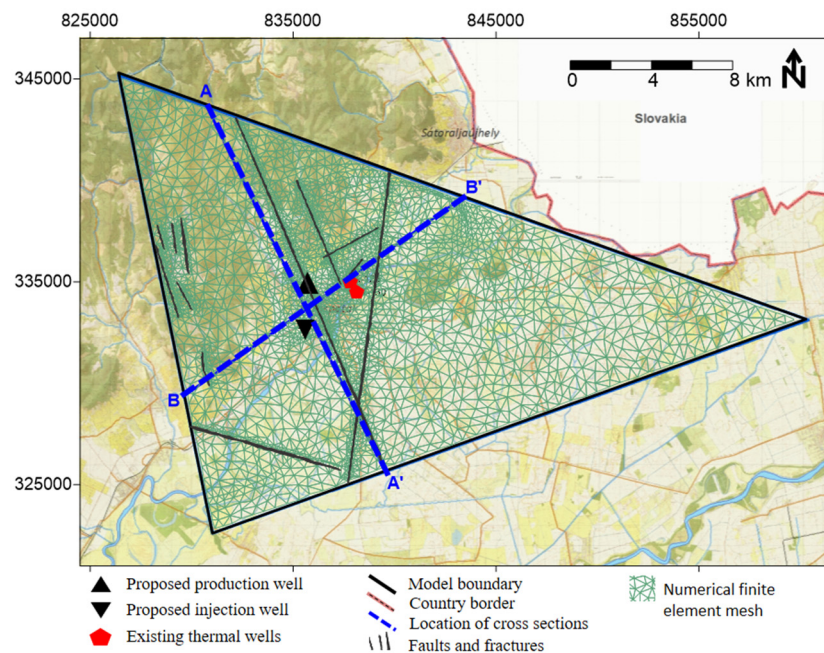 825000 835000 845000 855000
345000
335000
325000
A
B'
B
A'
0 4 8 km
N
Slovakia
Sátoraljaújhely
Proposed production well
Proposed injection well
Existing thermal wells
Model boundary
Country border
Location of cross sections
Faults and fractures
Numerical finite
element mesh